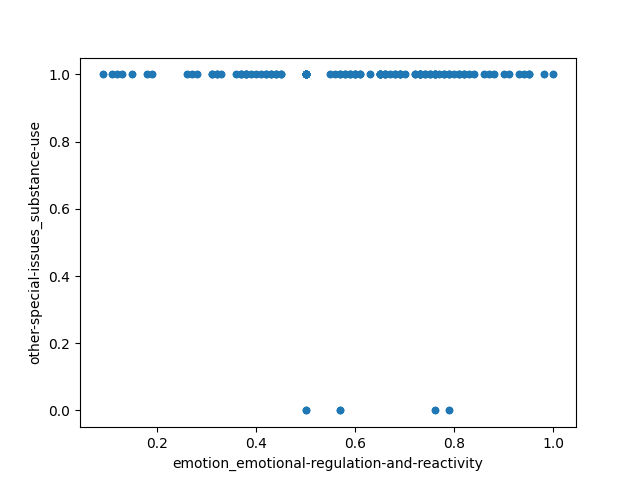 1.0
0.8
0.6
0.4
0.2
0.0
other-special-issues_substance-use
0.2 0.4 0.6 0.8 1.0
emotion_emotional-regulation-and-reactivity